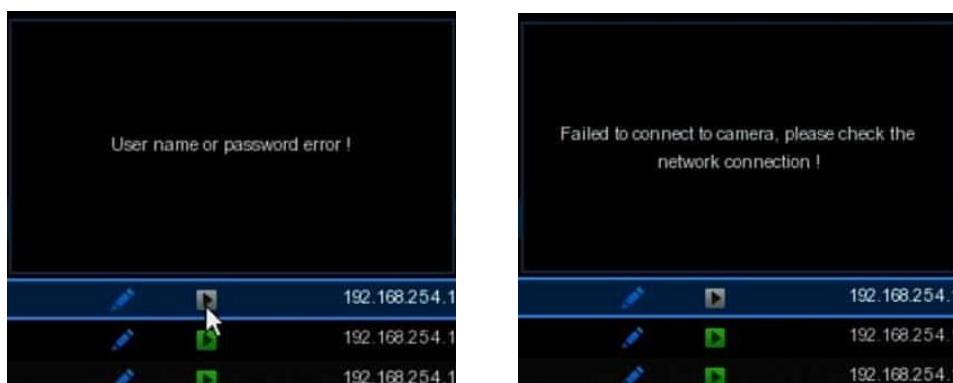 User name or password error !
192.168.254.1
192.168.254.1
192.168.254.1
Failed to connect to camera, please check the
network connection !
192.168.254.
192.168.254.
192.168.254.